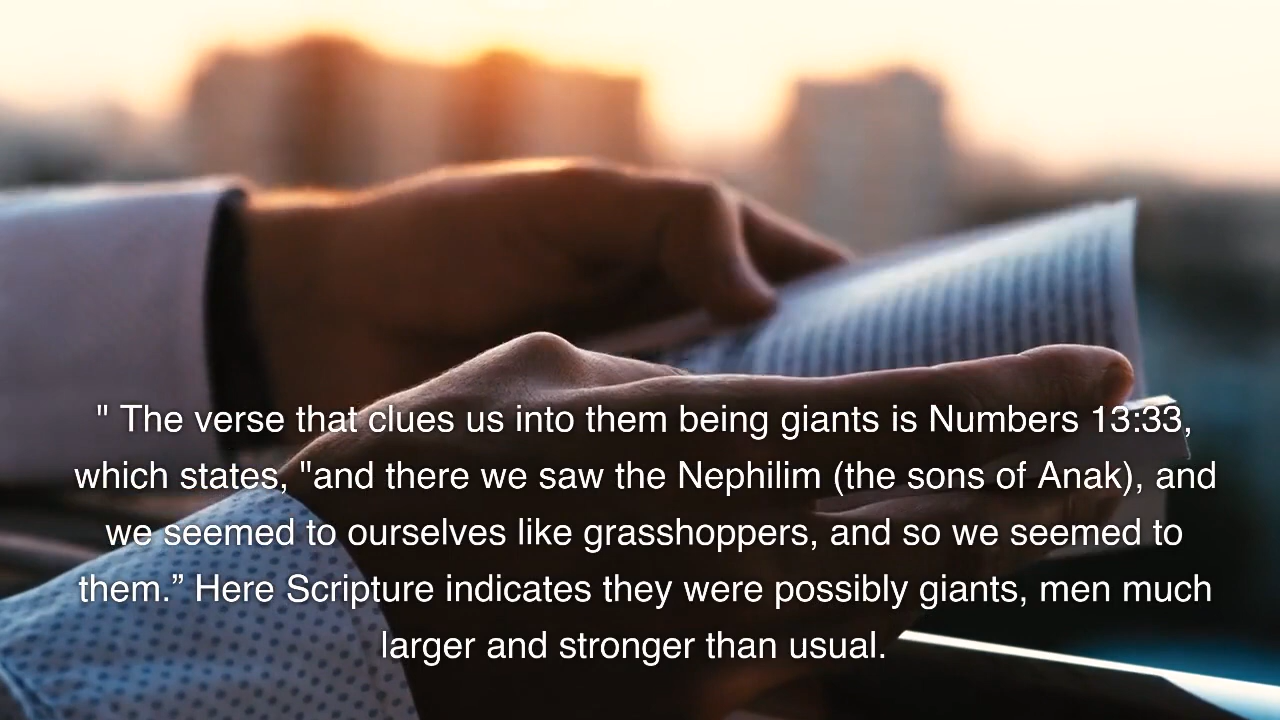 " The verse that clues us into them being giants is Numbers 13:33,
which states, "and there we saw the Nephilim (the sons of Anak), and
we seemed to ourselves like grasshoppers, and so we seemed to
them.” Here Scripture indicates they were possibly giants, men much
larger and stronger than usual.